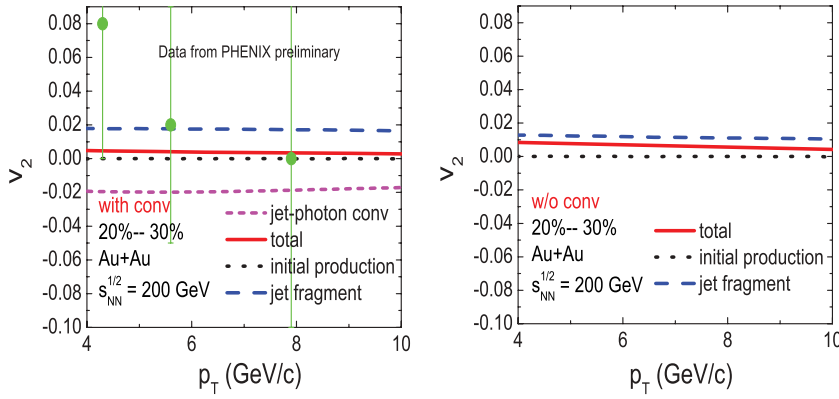 0.08
0.06
0.04
0.02
0.00
-0.02
-0.04
-0.06
-0.08
-0.10
v2
Data from PHENIX preliminary
with conv
20%-- 30%
Au+Au
s_NN^1/2 = 200 GeV
jet-photon conv
total
initial production
jet fragment
4 6 8 10
p_T (GeV/c)
0.08
0.06
0.04
0.02
0.00
-0.02
-0.04
-0.06
-0.08
-0.10
v2
w/o conv
20%-- 30%
Au+Au
s_NN^1/2 = 200 GeV
total
initial production
jet fragment
4 6 8 10
p_T (GeV/c)